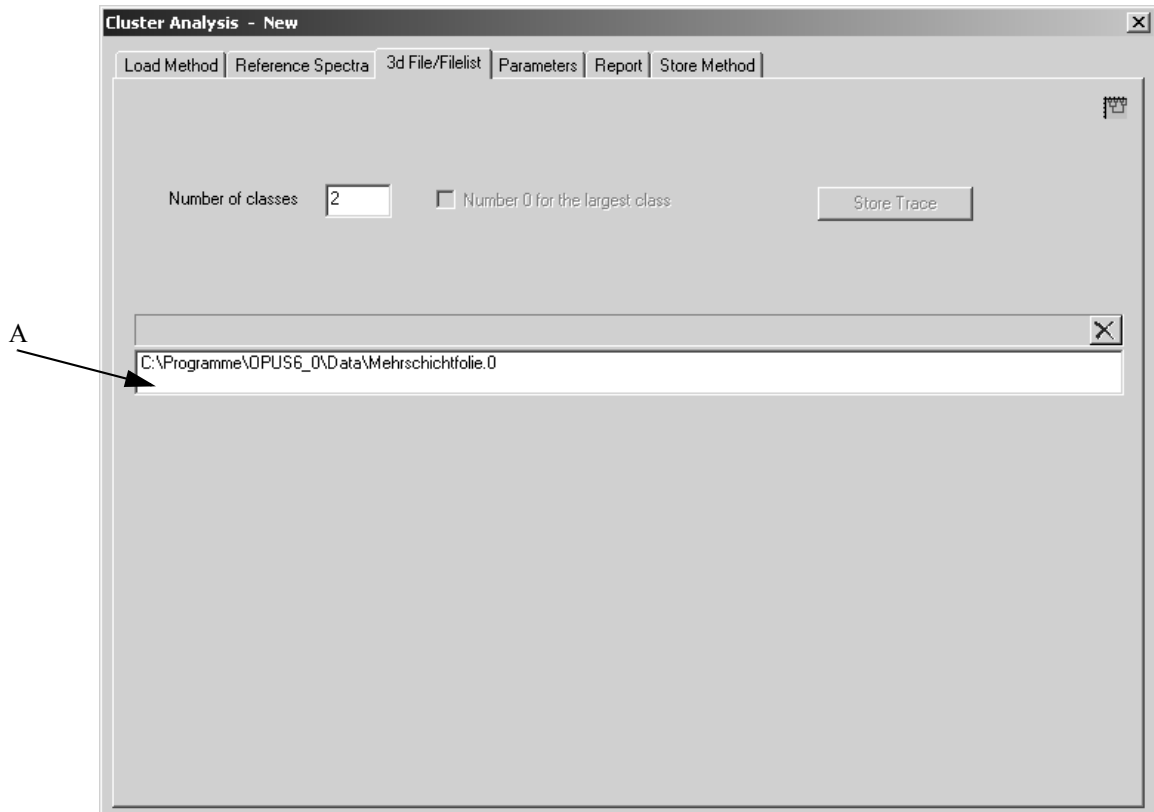 Cluster Analysis - New
Load Method Reference Spectra 3d File/Filelist Parameters Report Store Method
Number of classes 2 Number 0 for the largest class Store Trace
A
C:\Programme\OPUS6_0\Data\Mehrschichtfolie.0